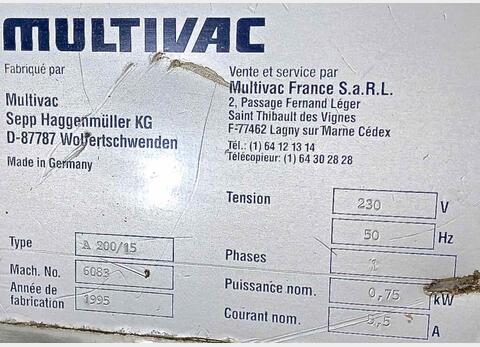 MULTIVAC
Fabriqué par
Multivac
Sepp Haggenmüller KG
D-87787 Wolfertschwenden
Made in Germany
Vente et service par
Multivac France S.a.R.L.
2, Passage Fernand Léger
Saint Thibault des Vignes
F-77462 Lagny sur Marne Cédex
Tél.: (1) 64 12 13 14
Télécopieur: (1) 64 30 28 28
Type A 200/15
Mach. No. 6083
Année de
fabrication 1995
Tension 230 V
50 Hz
Phases 1
Puissance nom. 0,75 kW
Courant nom. 5,5 A